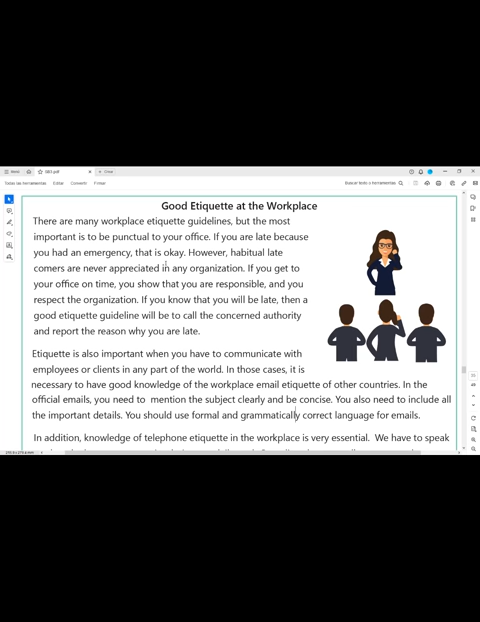 Inicio
SB3.pdf
+ Crear
Todas las herramientas Editar Convertir Firmar
Buscar texto o herramientas
Good Etiquette at the Workplace
There are many workplace etiquette guidelines, but the most
important is to be punctual to your office. If you are late because
you had an emergency, that is okay. However, habitual late
comers are never appreciated in any organization. If you get to
your office on time, you show that you are responsible, and you
respect the organization. If you know that you will be late, then a
good etiquette guideline will be to call the concerned authority
and report the reason why you are late.
Etiquette is also important when you have to communicate with
employees or clients in any part of the world. In those cases, it is
necessary to have good knowledge of the workplace email etiquette of other countries. In the
official emails, you need to mention the subject clearly and be concise. You also need to include all
the important details. You should use formal and grammatically correct language for emails.
In addition, knowledge of telephone etiquette in the workplace is very essential. We have to speak